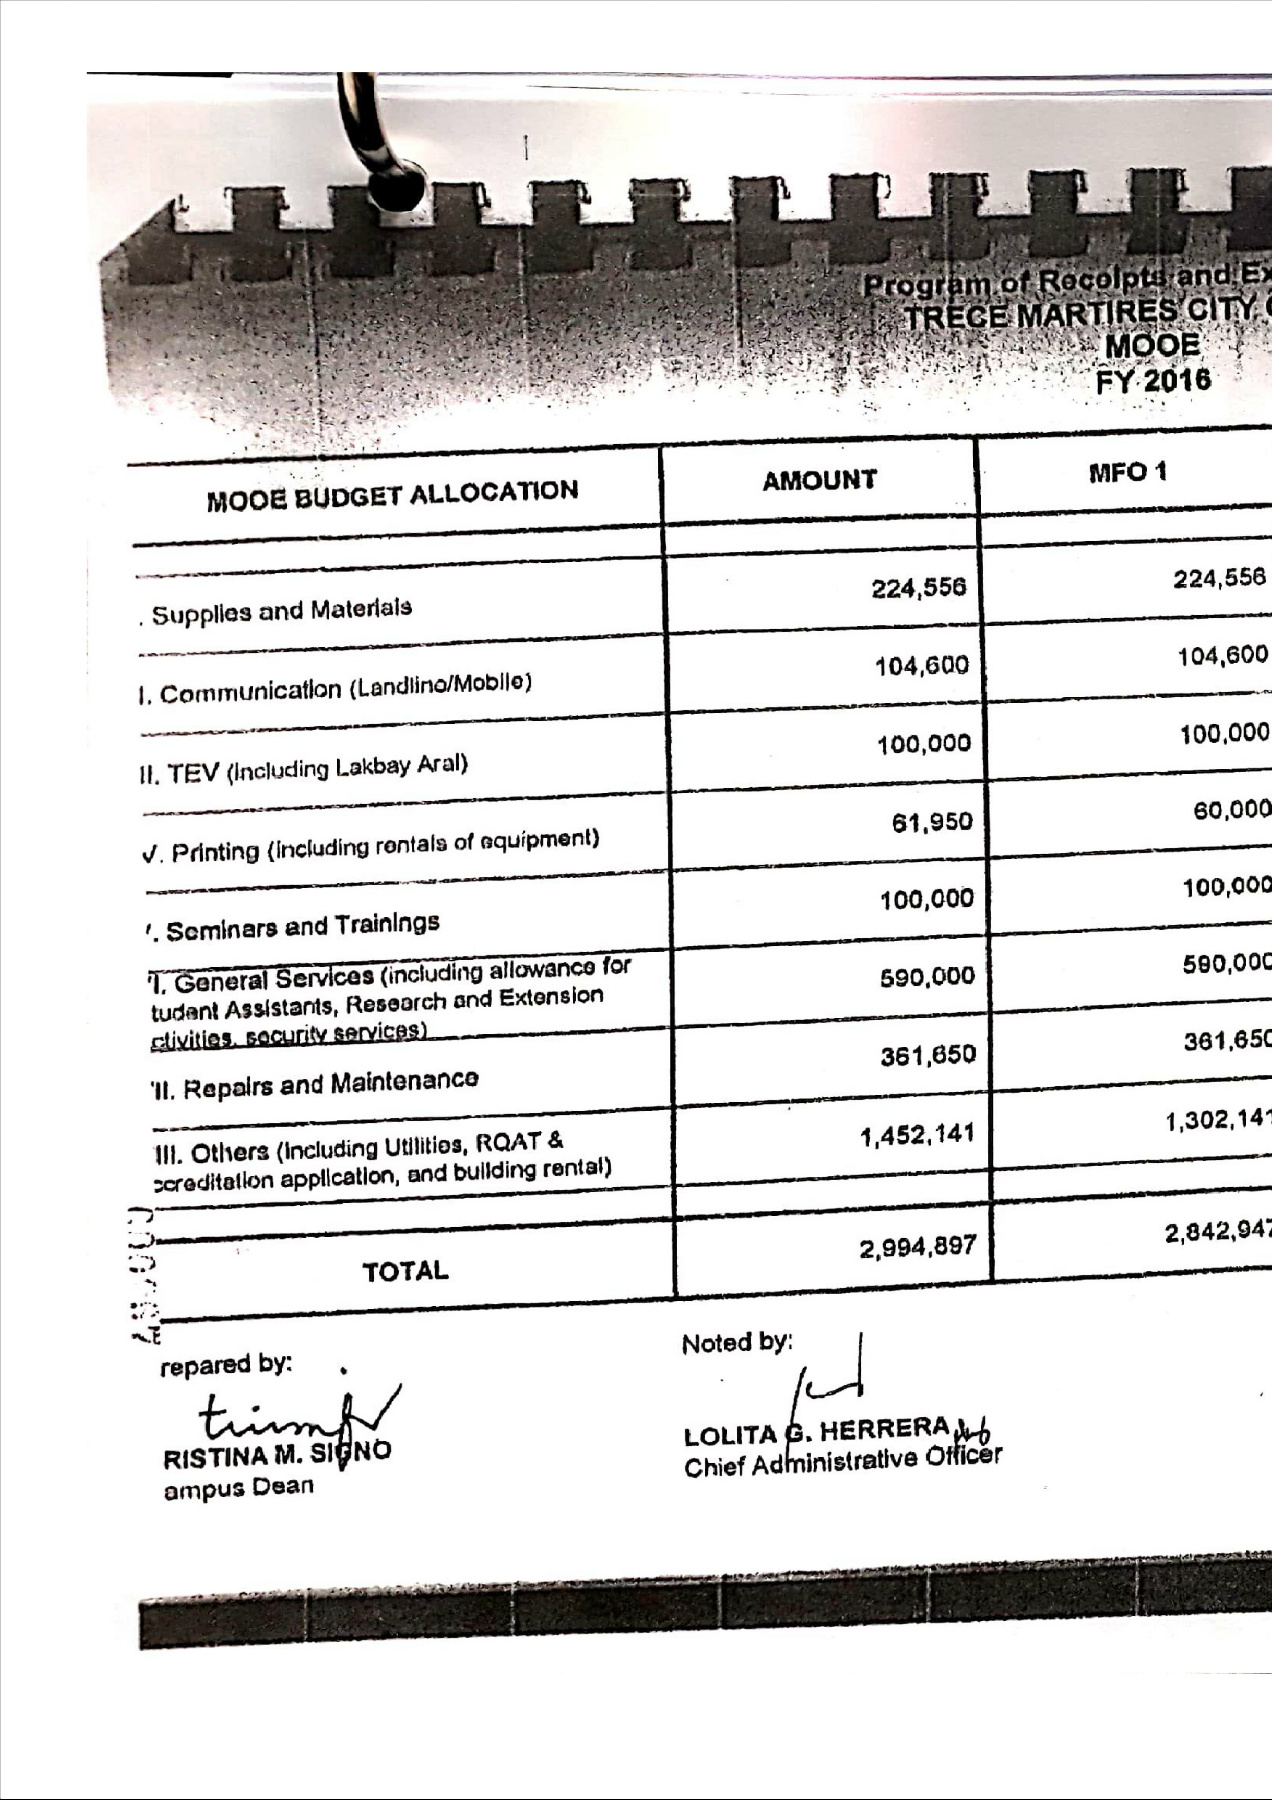 Program of Receipts and Ex
TRECE MARTIRES CITY
MOOE
FY 2016
MOOE BUDGET ALLOCATION AMOUNT MFO 1
. Supplies and Materials 224,556 224,556
I. Communication (Landline/Mobile) 104,600 104,600
II. TEV (Including Lakbay Aral) 100,000 100,000
V. Printing (including rentals of equipment) 61,950 60,000
. Seminars and Trainings 100,000 100,000
I. General Services (including allowance for
tudent Assistants, Research and Extension
ctivities, security services) 590,000 590,000
II. Repairs and Maintenance 361,650 361,650
III. Others (Including Utilities, RQAT &
ccreditation application, and building rental) 1,452,141 1,302,141
TOTAL 2,994,897 2,842,947
repared by: Noted by:
RISTINA M. SIGNO LOLITA G. HERRERA
ampus Dean Chief Administrative Officer